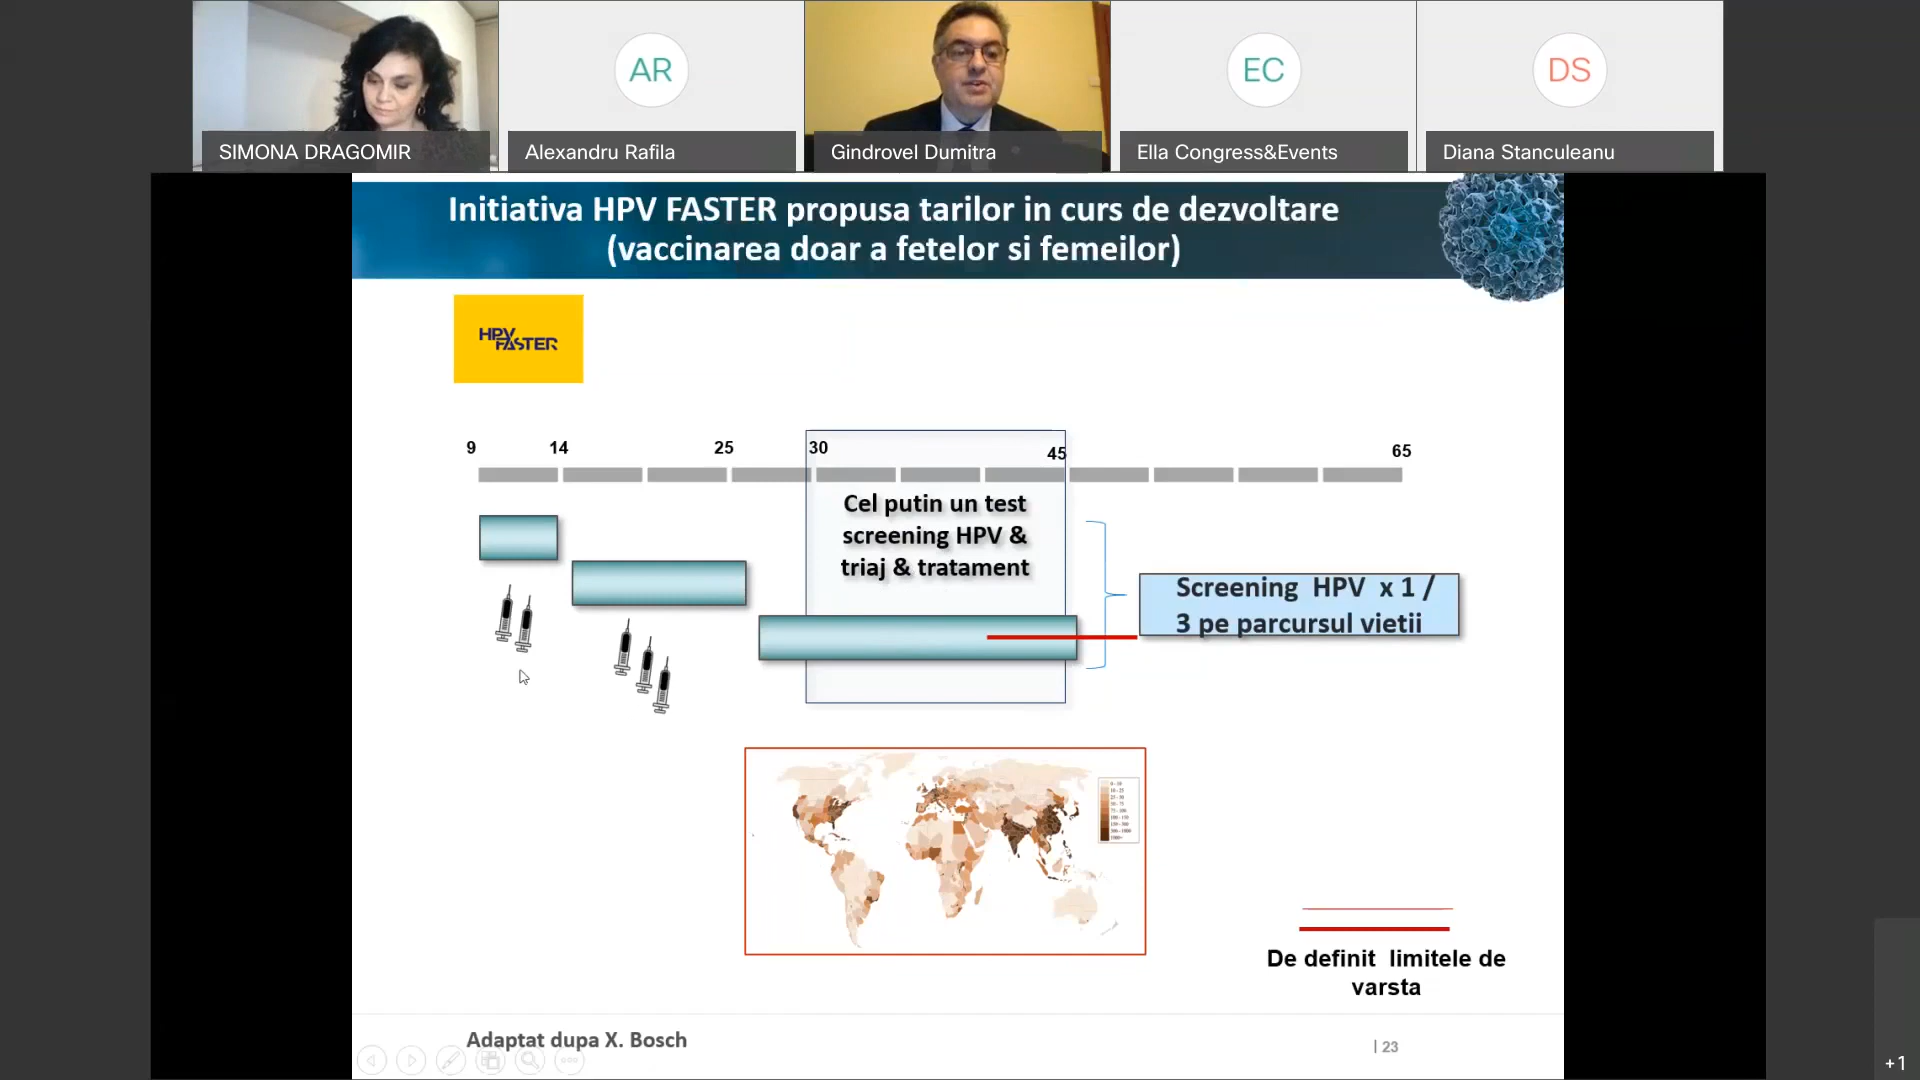 AR
EC
DS
SIMONA DRAGOMIR
Alexandru Rafila
Gindrovel Dumitra
Ella Congress&Events
Diana Stanculeanu
Initiativa HPV FASTER propusa tarilor in curs de dezvoltare
(vaccinarea doar a fetelor si femeilor)
HPV
FASTER
9
14
25
30
45
65
Cel putin un test
screening HPV &
triaj & tratament
Screening HPV x 1 /
3 pe parcursul vietii
De definit limitele de
varsta
Adaptat dupa X. Bosch
| 23
+1